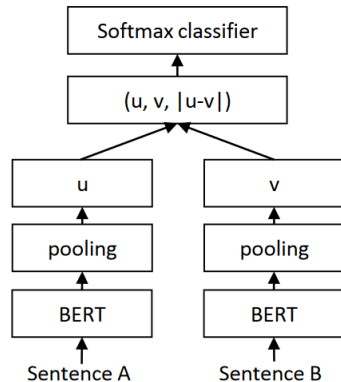 Softmax classifier
(u, v, |u-v|)
u
v
pooling
pooling
BERT
BERT
Sentence A
Sentence B